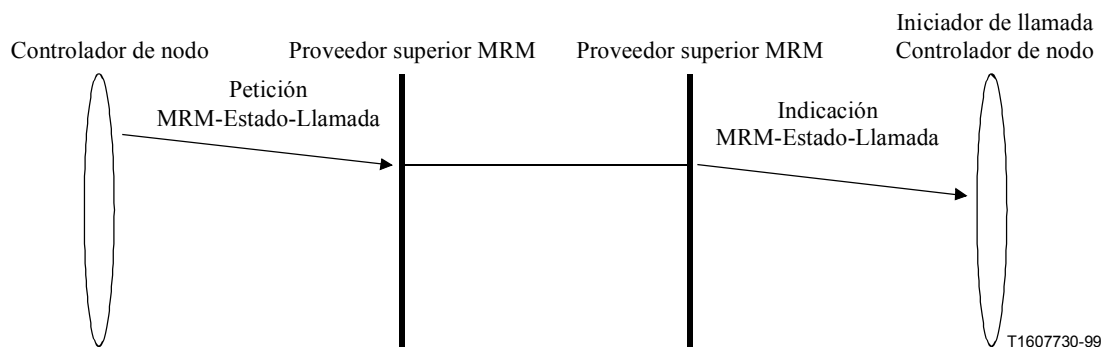 Iniciador de llamada
Controlador de nodo
Proveedor superior MRM
Proveedor superior MRM
Controlador de nodo
Petición
MRM-Estado-Llamada
Indicación
MRM-Estado-Llamada
T1607730-99